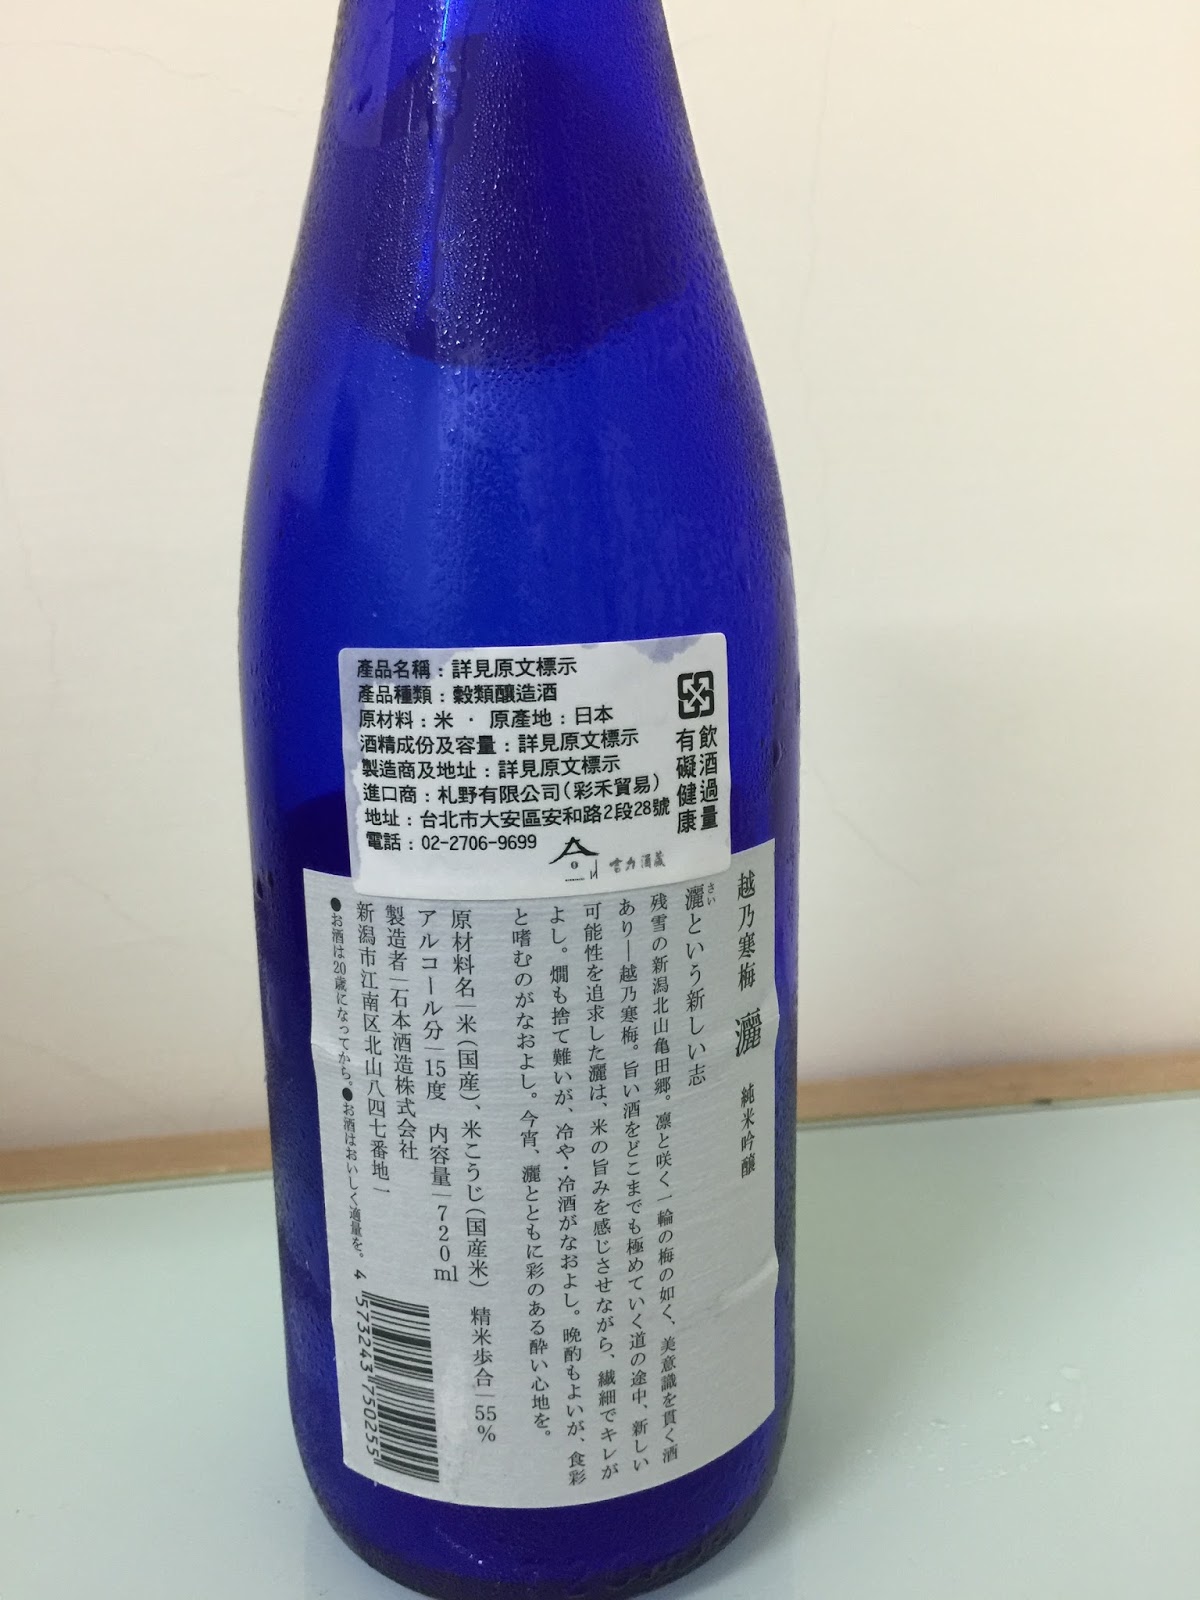 產品名稱：詳見原文標示
產品種類：穀類釀造酒
原材料：米 · 原產地：日本
酒精成份及容量：詳見原文標示
製造商及地址：詳見原文標示
進口商：札野有限公司(彩禾貿易)
地址：台北市大安區安和路2段28號
電話：02-2706-9699
飲酒過量
有礙健康
越乃寒梅 灑 純米吟醸
さい
灑という新しい志
残雪の新潟北山亀田郷。凛と咲く一輪の梅の如く、美意識を貫く酒
あり―越乃寒梅。旨い酒をどこまでも極めていく道の途中、新しい
可能性を追求した灑は、米の旨みを感じさせながら、繊細でキレが
よし。燗も捨て難いが、冷や・冷酒がなおよし。晩酌もよいが、食彩
と嗜むのがなおよし。今宵、灑とともに彩のある酔い心地を。
原材料名|米(国産)、米こうじ(国産米) 精米歩合|55%
アルコール分|15度 内容量|720ml
製造者|石本酒造株式会社
新潟市江南区北山八四七番地一
●お酒は20歳になってから。●お酒はおいしく適量を。
4 573243 750255